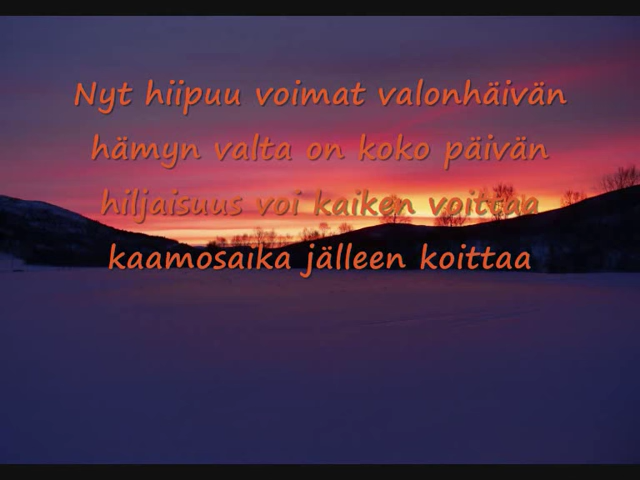 Nyt hiipuu voimat valonhäivän
hämyn valta on koko päivän
hiljaisuus voi kaiken voittaa
kaamosaika jälleen koittaa